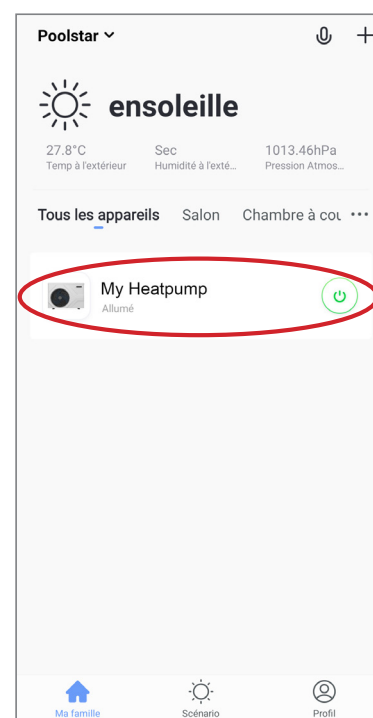 Poolstar
ensoleille
27.8°C Sec 1013.46hPa
Temp à l'extérieur Humidité à l'exté... Pression Atmos...
Tous les appareils Salon Chambre à cou ...
My Heatpump
Allumé
Ma famille Scénario Profil